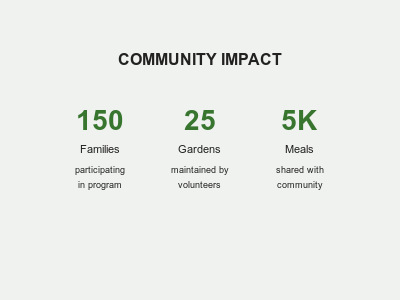 COMMUNITY IMPACT
150
Families
participating
in program
25
Gardens
maintained by
volunteers
5K
Meals
shared with
community